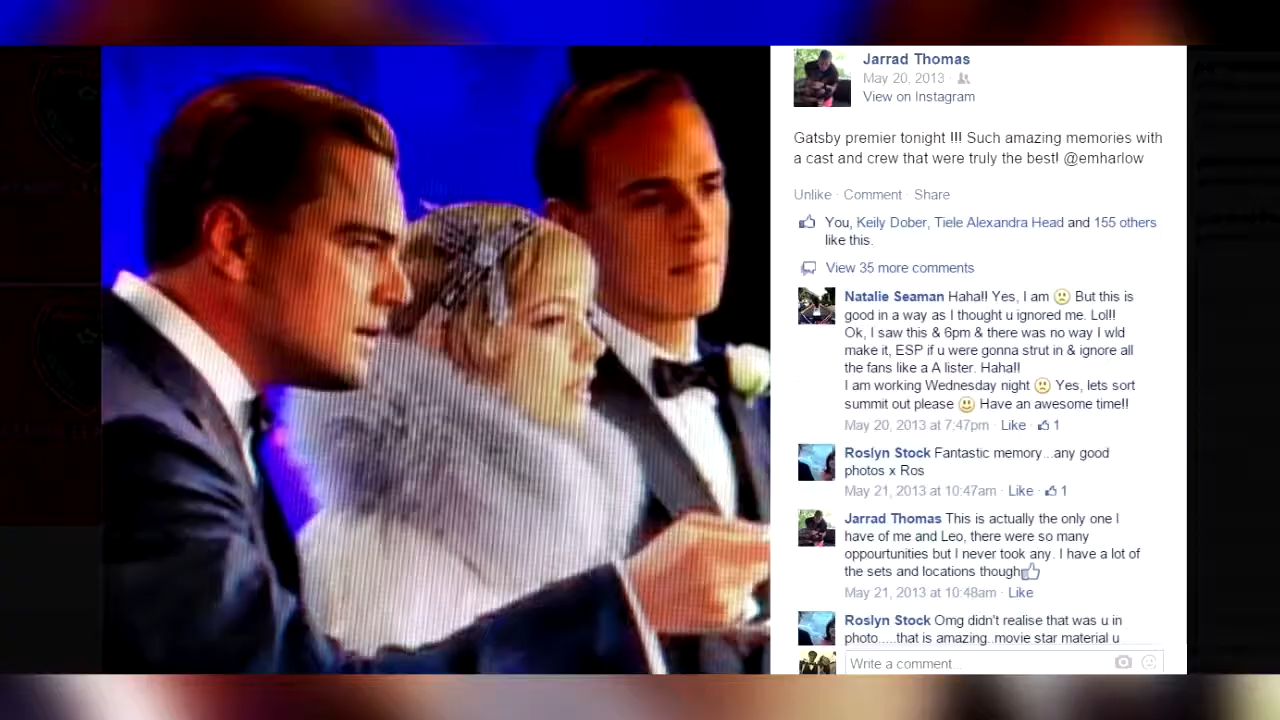 Jarrad Thomas
May 20, 2013 ·
View on Instagram
Gatsby premier tonight !!! Such amazing memories with
a cast and crew that were truly the best! @emharlow
Unlike · Comment · Share
You, Keily Dober, Tiele Alexandra Head and 155 others
like this.
View 35 more comments
Natalie Seaman Haha!! Yes, I am 🙁 But this is
good in a way as I thought u ignored me. Lol!!
Ok, I saw this & 6pm & there was no way I wld
make it, ESP if u were gonna strut in & ignore all
the fans like a A lister. Haha!!
I am working Wednesday night 🙁 Yes, lets sort
summit out please 😃 Have an awesome time!!
May 20, 2013 at 7:47pm · Like · 1
Roslyn Stock Fantastic memory...any good
photos x Ros
May 21, 2013 at 10:47am · Like · 1
Jarrad Thomas This is actually the only one I
have of me and Leo, there were so many
oppourtunities but I never took any. I have a lot of
the sets and locations though
May 21, 2013 at 10:48am · Like
Roslyn Stock Omg didn't realise that was u in
photo.....that is amazing..movie star material u
Write a comment...